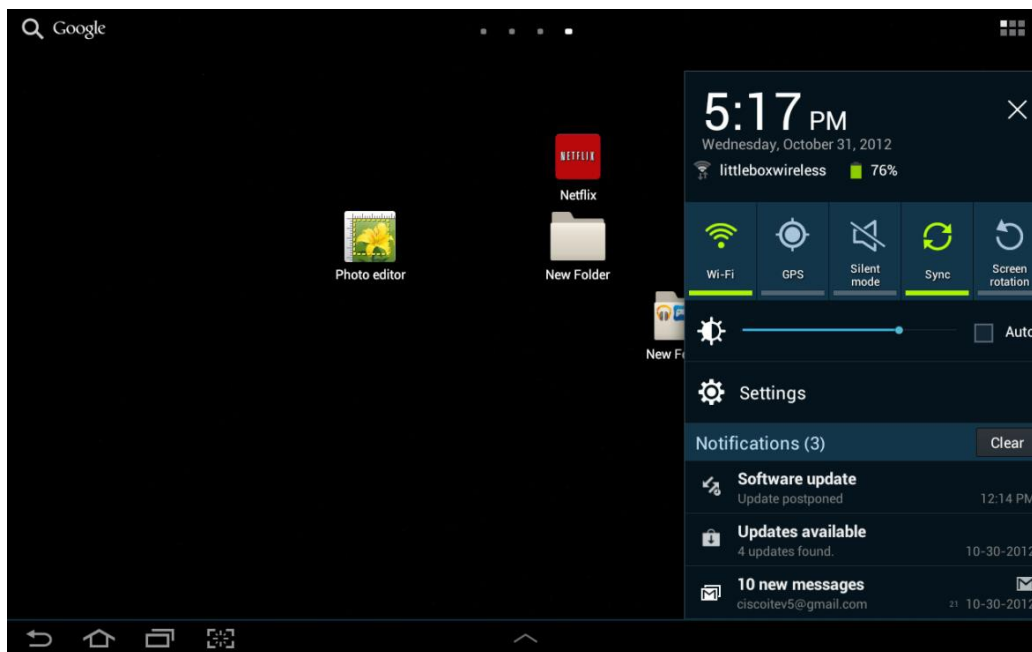 Google
5:17 PM
Wednesday, October 31, 2012
littleboxwireless 76%
NETFLIX
Netflix
Photo editor
New Folder
New Fo
Wi-Fi
GPS
Silent
mode
Sync
Screen
rotation
Auto
Settings
Notifications (3) Clear
Software update
Update postponed 12:14 PM
Updates available
4 updates found. 10-30-2012
10 new messages
ciscoitev5@gmail.com 21 10-30-2012